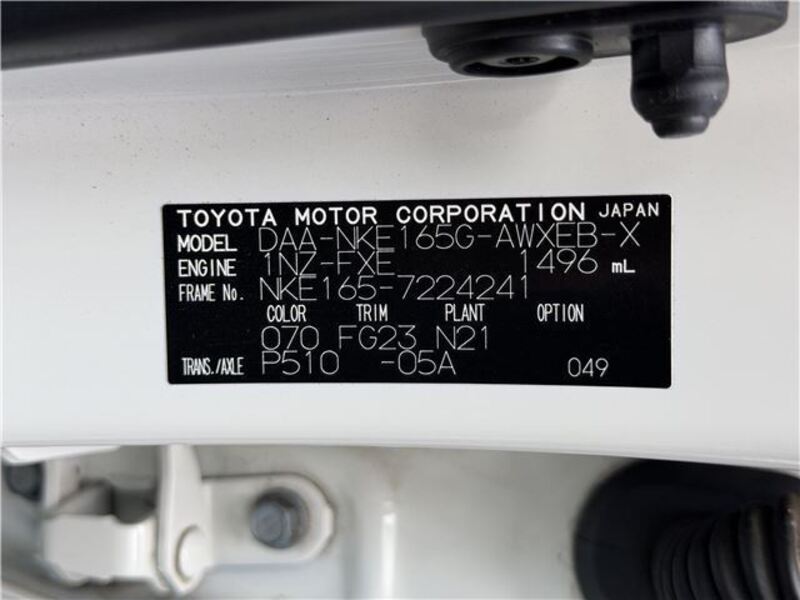 TOYOTA MOTOR CORPORATION JAPAN
MODEL DAA-NKE165G-AWXEB-X
ENGINE 1NZ-FXE 1496 mL
FRAME No. NKE165-7224241
COLOR TRIM PLANT OPTION
070 FG23 N21
TRANS./AXLE P510 -05A 049